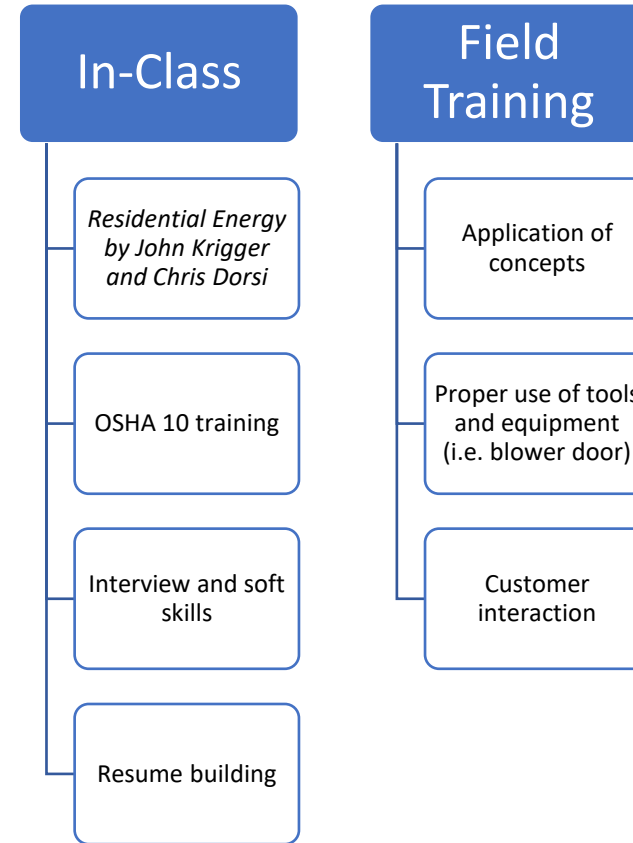 In-Class
Residential Energy
by John Krigger
and Chris Dorsi
OSHA 10 training
Interview and soft
skills
Resume building
Field
Training
Application of
concepts
Proper use of tools
and equipment
(i.e. blower door)
Customer
interaction